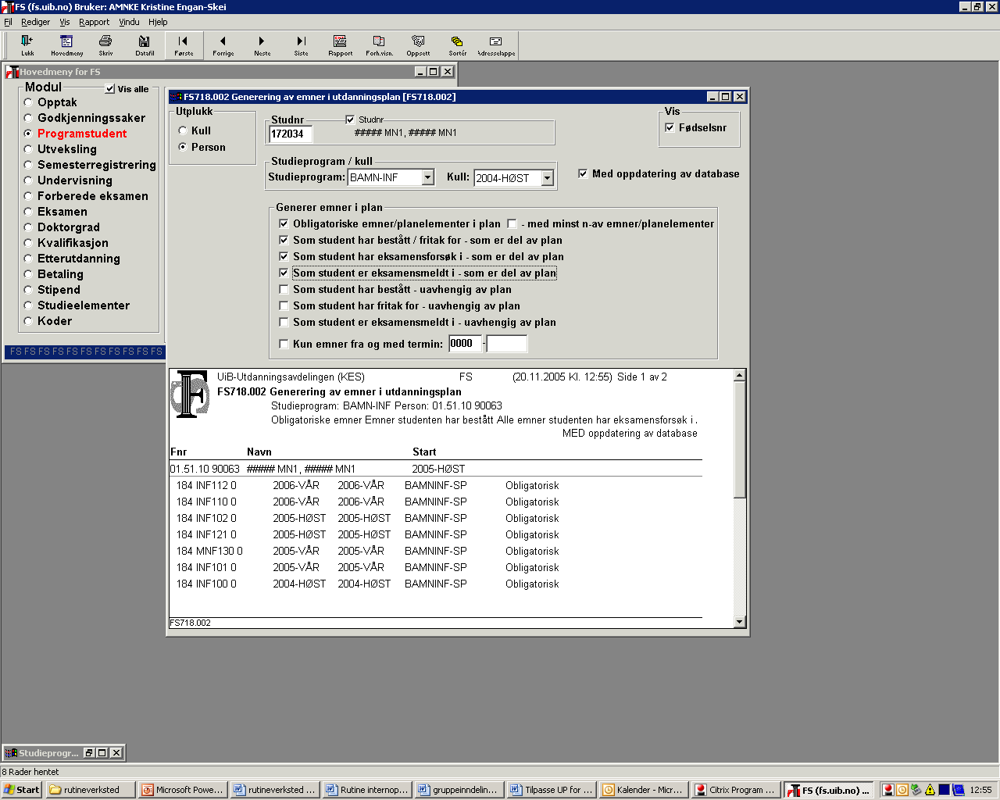 FS (fs.uib.no) Bruker: AMNKE Kristine Engan-Skei
Fil Rediger Vis Rapport Vindu Hjelp
Lukk Hovedmeny Skriv Datafil Første Forrige Neste Siste Rapport Forh.visn. Oppsett Sortér Adresselappe
Hovedmeny for FS
Modul Vis alle
Opptak
Godkjenningssaker
Programstudent
Utveksling
Semesterregistrering
Undervisning
Forberede eksamen
Eksamen
Doktorgrad
Kvalifikasjon
Etterutdanning
Betaling
Stipend
Studieelementer
Koder
FS FS FS FS FS FS FS FS FS FS FS
FS718.002 Generering av emner i utdanningsplan [FS718.002]
Utplukk
Kull
Person
Studnr Studnr
172034 ##### MN1, ##### MN1
Vis
Fødselsnr
Studieprogram / kull
Studieprogram: BAMN-INF Kull: 2004-HØST
Med oppdatering av database
Generer emner i plan
Obligatoriske emner/planelementer i plan - med minst n-av emner/planelementer
Som student har bestått / fritak for - som er del av plan
Som student har eksamensforsøk i - som er del av plan
Som student er eksamensmeldt i - som er del av plan
Som student har bestått - uavhengig av plan
Som student har fritak for - uavhengig av plan
Som student er eksamensmeldt i - uavhengig av plan
Kun emner fra og med termin: 0000 -
UiB-Utdanningsavdelingen (KES) FS (20.11.2005 Kl. 12:55) Side 1 av 2
FS718.002 Generering av emner i utdanningsplan
Studieprogram: BAMN-INF Person: 01.51.10 90063
Obligatoriske emner Emner studenten har bestått Alle emner studenten har eksamensforsøk i .
MED oppdatering av database
Fnr Navn Start
01.51.10 90063 ##### MN1, ##### MN1 2005-HØST
184 INF112 0 2006-VÅR 2006-VÅR BAMNINF-SP Obligatorisk
184 INF110 0 2006-VÅR 2006-VÅR BAMNINF-SP Obligatorisk
184 INF102 0 2005-HØST 2005-HØST BAMNINF-SP Obligatorisk
184 INF121 0 2005-HØST 2005-HØST BAMNINF-SP Obligatorisk
184 MNF130 0 2005-VÅR 2005-VÅR BAMNINF-SP Obligatorisk
184 INF101 0 2005-VÅR 2005-VÅR BAMNINF-SP Obligatorisk
184 INF100 0 2004-HØST 2004-HØST BAMNINF-SP Obligatorisk
FS718.002
Studieprogr...
8 Rader hentet
Start rutineverksted Microsoft Powe... rutineverksted ... Rutine internop... gruppeinndelin... Tilpasse UP for ... Kalender - Micr... Citrix Program ... FS (fs.uib.no) ... 12:55